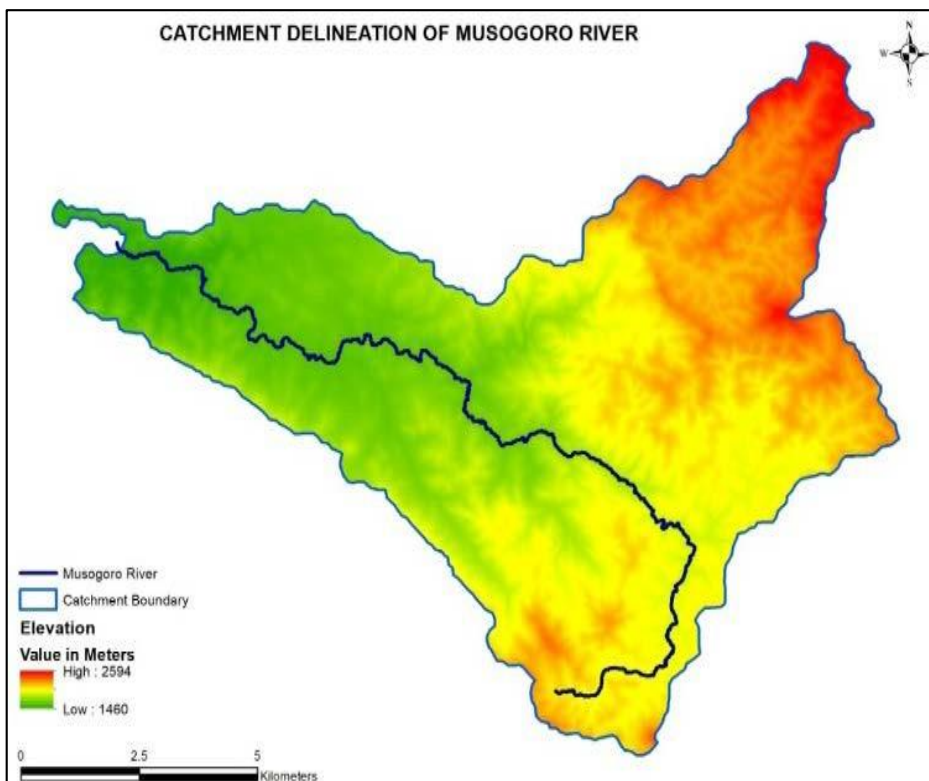 CATCHMENT DELINEATION OF MUSOGORO RIVER
N
W
S
Musogoro River
Catchment Boundary
Elevation
Value in Meters
High : 2594
Low : 1460
0 2.5 5
Kilometers